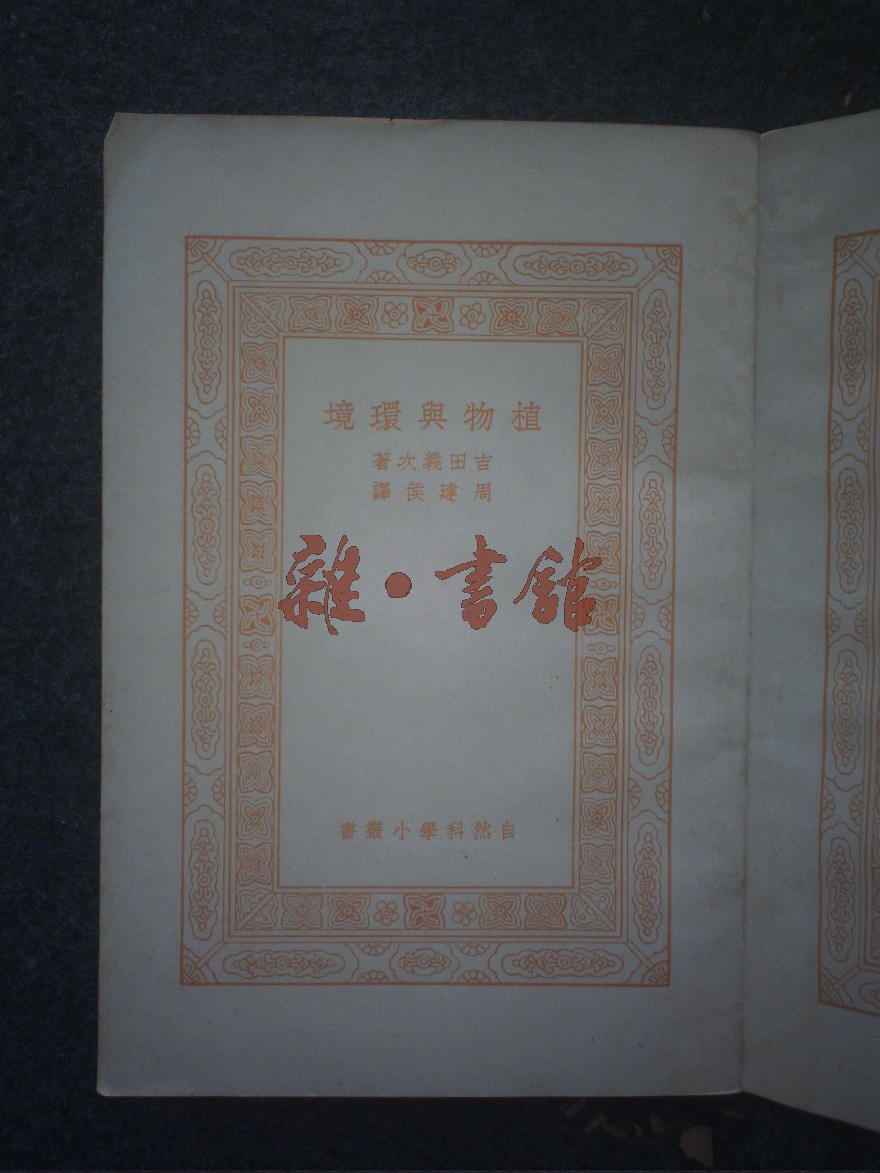 植物與環境
吉田義次著
周建侯譯
雜·書館
自然科學小叢書